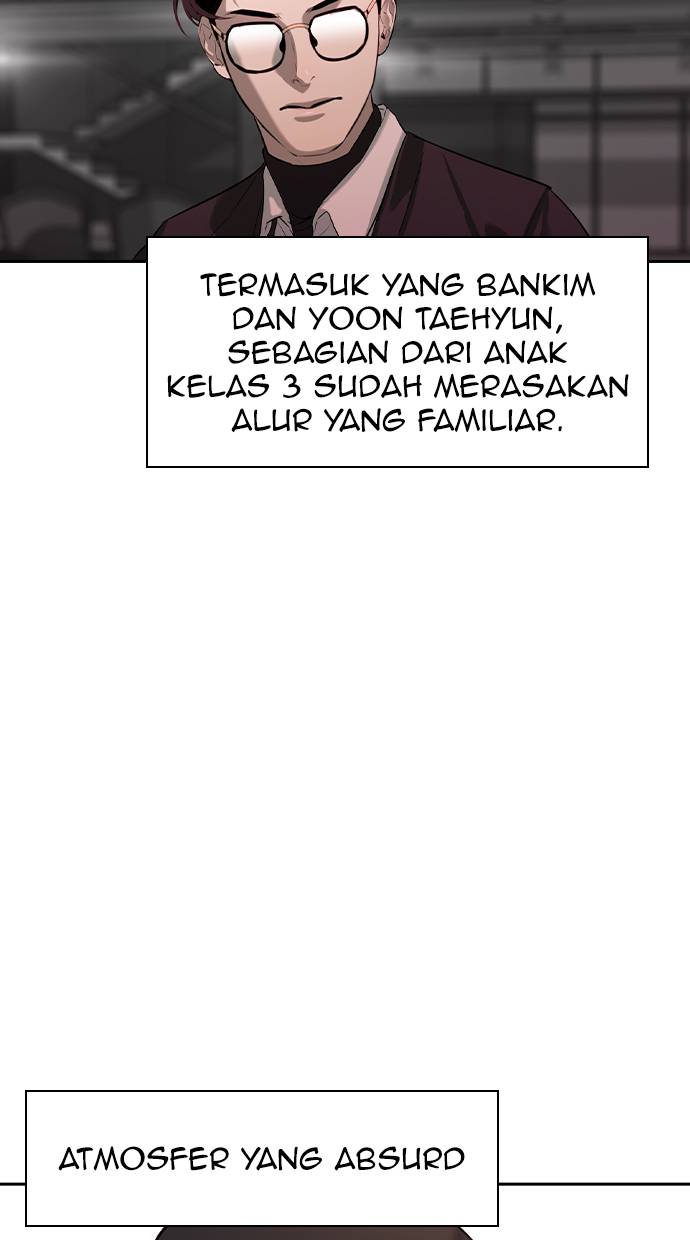 TERMASUK YANG BANKIM
DAN YOON TAEHYUN,
SEBAGIAN DARI ANAK
KELAS 3 SUDAH MERASAKAN
ALUR YANG FAMILIAR.
ATMOSFER YANG ABSURD